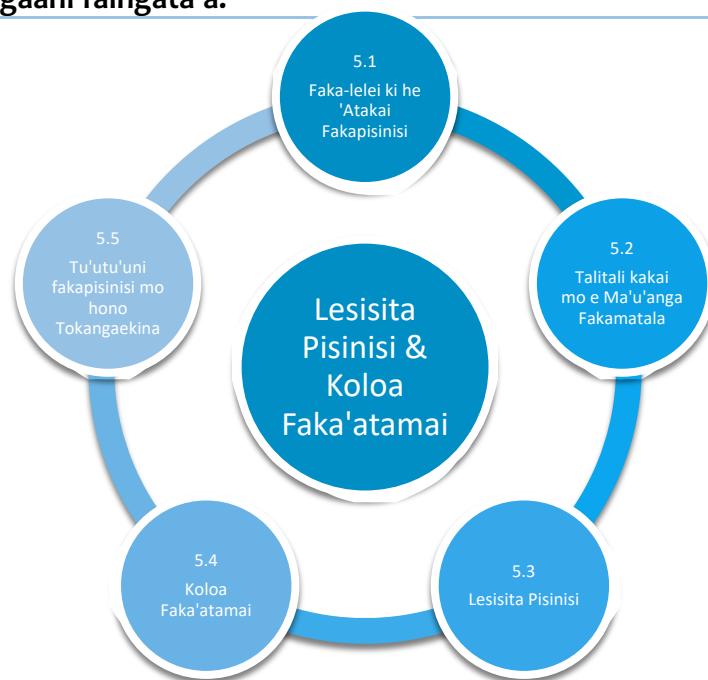 ngaahi faingata'a.
5.1
Faka-lelei ki he
'Atakai
Fakapisinisi
5.2
Talitali kakai
mo e Ma'u'anga
Fakamatala
5.3
Lesisita Pisinisi
5.4
Koloa
Faka'atamai
5.5
Tu'utu'uni
fakapisinisi mo
hono
Tokangaekina
Lesisita
Pisinisi &
Koloa
Faka'atamai